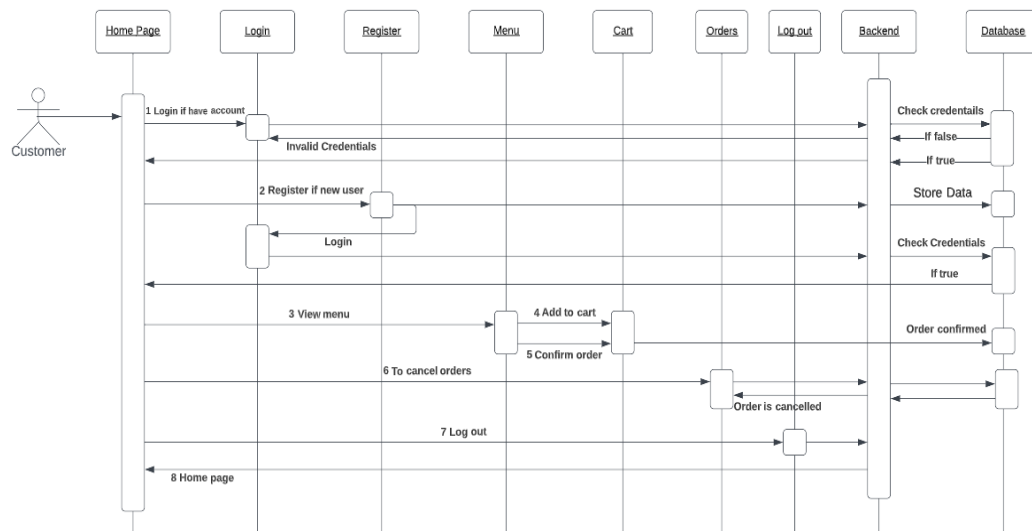 Home Page
Login
Register
Menu
Cart
Orders
Log out
Backend
Database
Customer
1 Login if have account
Check credentails
If false
Invalid Credentials
If true
2 Register if new user
Store Data
Login
Check Credentials
If true
3 View menu
4 Add to cart
Order confirmed
5 Confirm order
6 To cancel orders
Order is cancelled
7 Log out
8 Home page